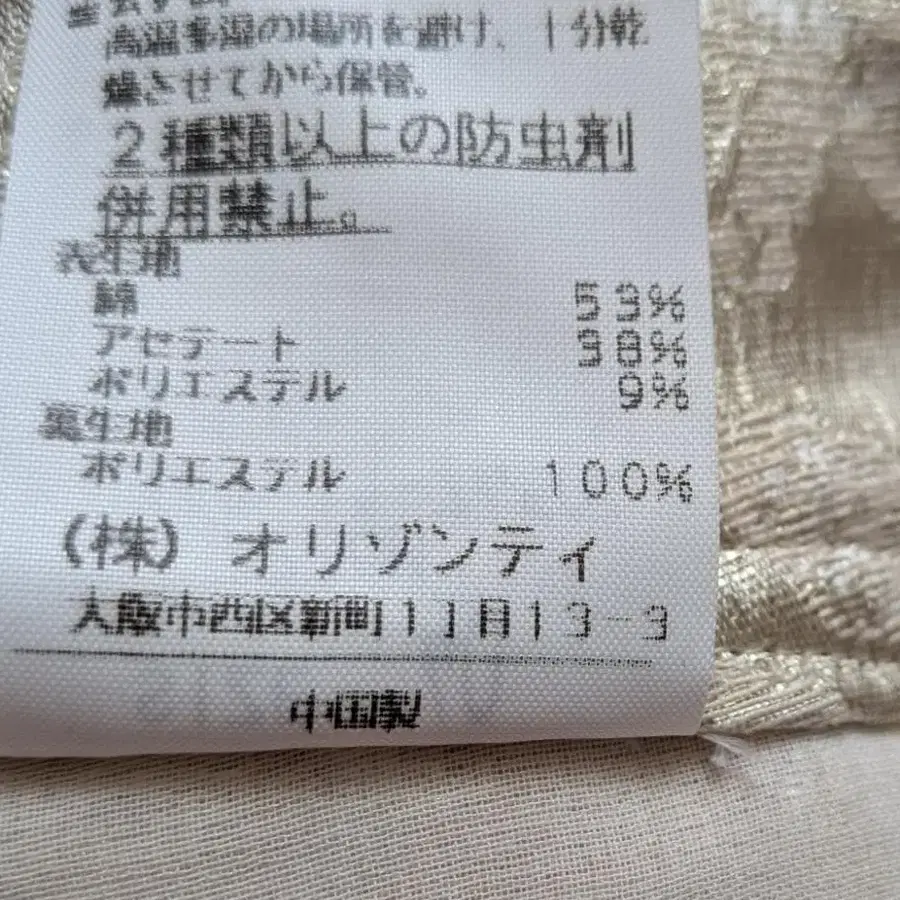 高温多湿の場所を避け、十分乾
燥させてから保管。
2種類以上の防虫剤
併用禁止。
表生地
綿 53%
アセテート 38%
ポリエステル 9%
裏生地
ポリエステル 100%
(株) オリゾンティ
大阪市西区新町1丁目13-3
中国製